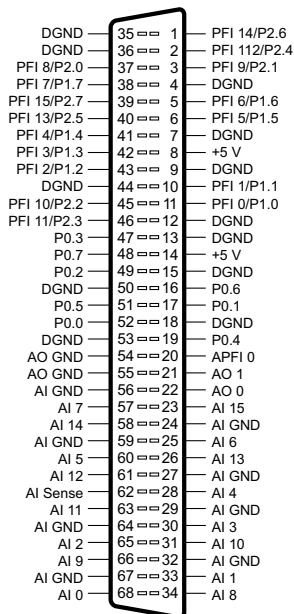 DGND 35 1 PFI 14/P2.6
DGND 36 2 PFI 112/P2.4
PFI 8/P2.0 37 3 PFI 9/P2.1
PFI 7/P1.7 38 4 DGND
PFI 15/P2.7 39 5 PFI 6/P1.6
PFI 13/P2.5 40 6 PFI 5/P1.5
PFI 4/P1.4 41 7 DGND
PFI 3/P1.3 42 8 +5 V
PFI 2/P1.2 43 9 DGND
DGND 44 10 PFI 1/P1.1
PFI 10/P2.2 45 11 PFI 0/P1.0
PFI 11/P2.3 46 12 DGND
P0.3 47 13 DGND
P0.7 48 14 +5 V
P0.2 49 15 DGND
DGND 50 16 P0.6
P0.5 51 17 P0.1
P0.0 52 18 DGND
DGND 53 19 P0.4
AO GND 54 20 APFI 0
AO GND 55 21 AO 1
AI GND 56 22 AO 0
AI 7 57 23 AI 15
AI 14 58 24 AI GND
AI GND 59 25 AI 6
AI 5 60 26 AI 13
AI 12 61 27 AI GND
AI Sense 62 28 AI 4
AI 11 63 29 AI GND
AI GND 64 30 AI 3
AI 2 65 31 AI 10
AI 9 66 32 AI GND
AI GND 67 33 AI 1
AI 0 68 34 AI 8